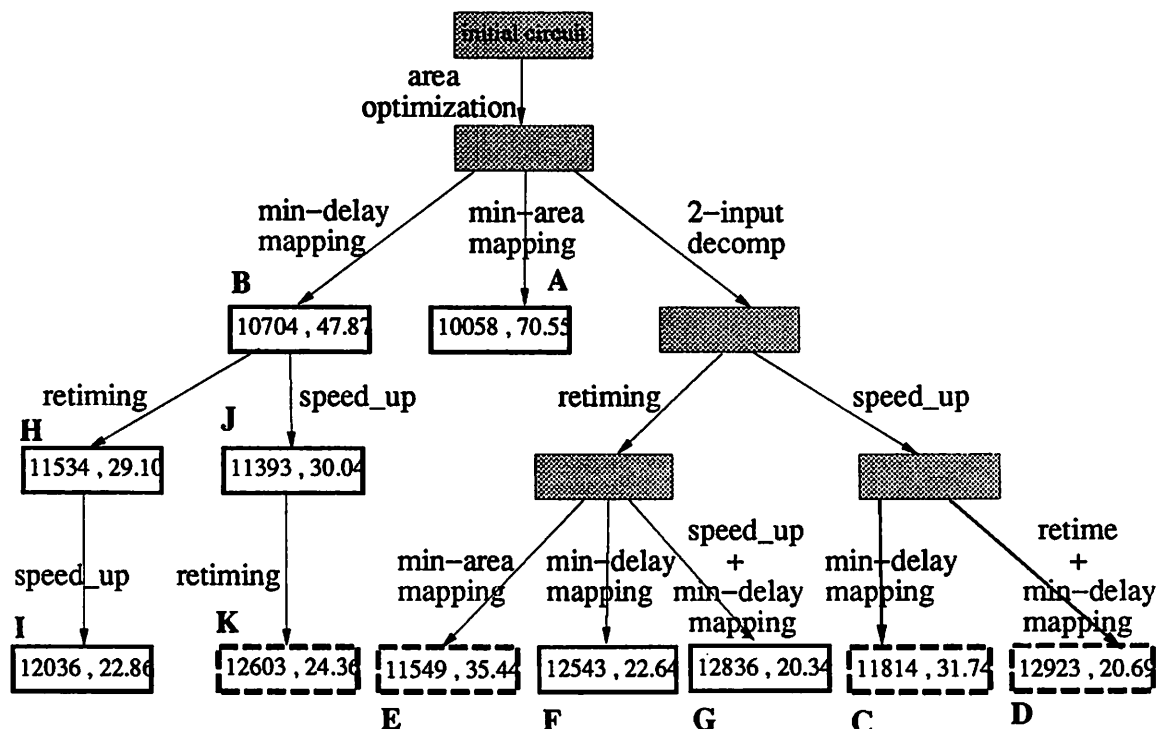 initial circuit
area
optimization
min-delay
mapping
min-area
mapping
2-input
decomp
B
A
10704 , 47.87
10058 , 70.55
retiming
speed_up
retiming
speed_up
H
J
11534 , 29.10
11393 , 30.04
speed_up
retiming
min-area
mapping
min-delay
mapping
speed_up
+
min-delay
mapping
min-delay
mapping
retime
+
min-delay
mapping
I
K
12036 , 22.86
12603 , 24.36
11549 , 35.44
12543 , 22.64
12836 , 20.34
11814 , 31.74
12923 , 20.69
E
F
G
C
D